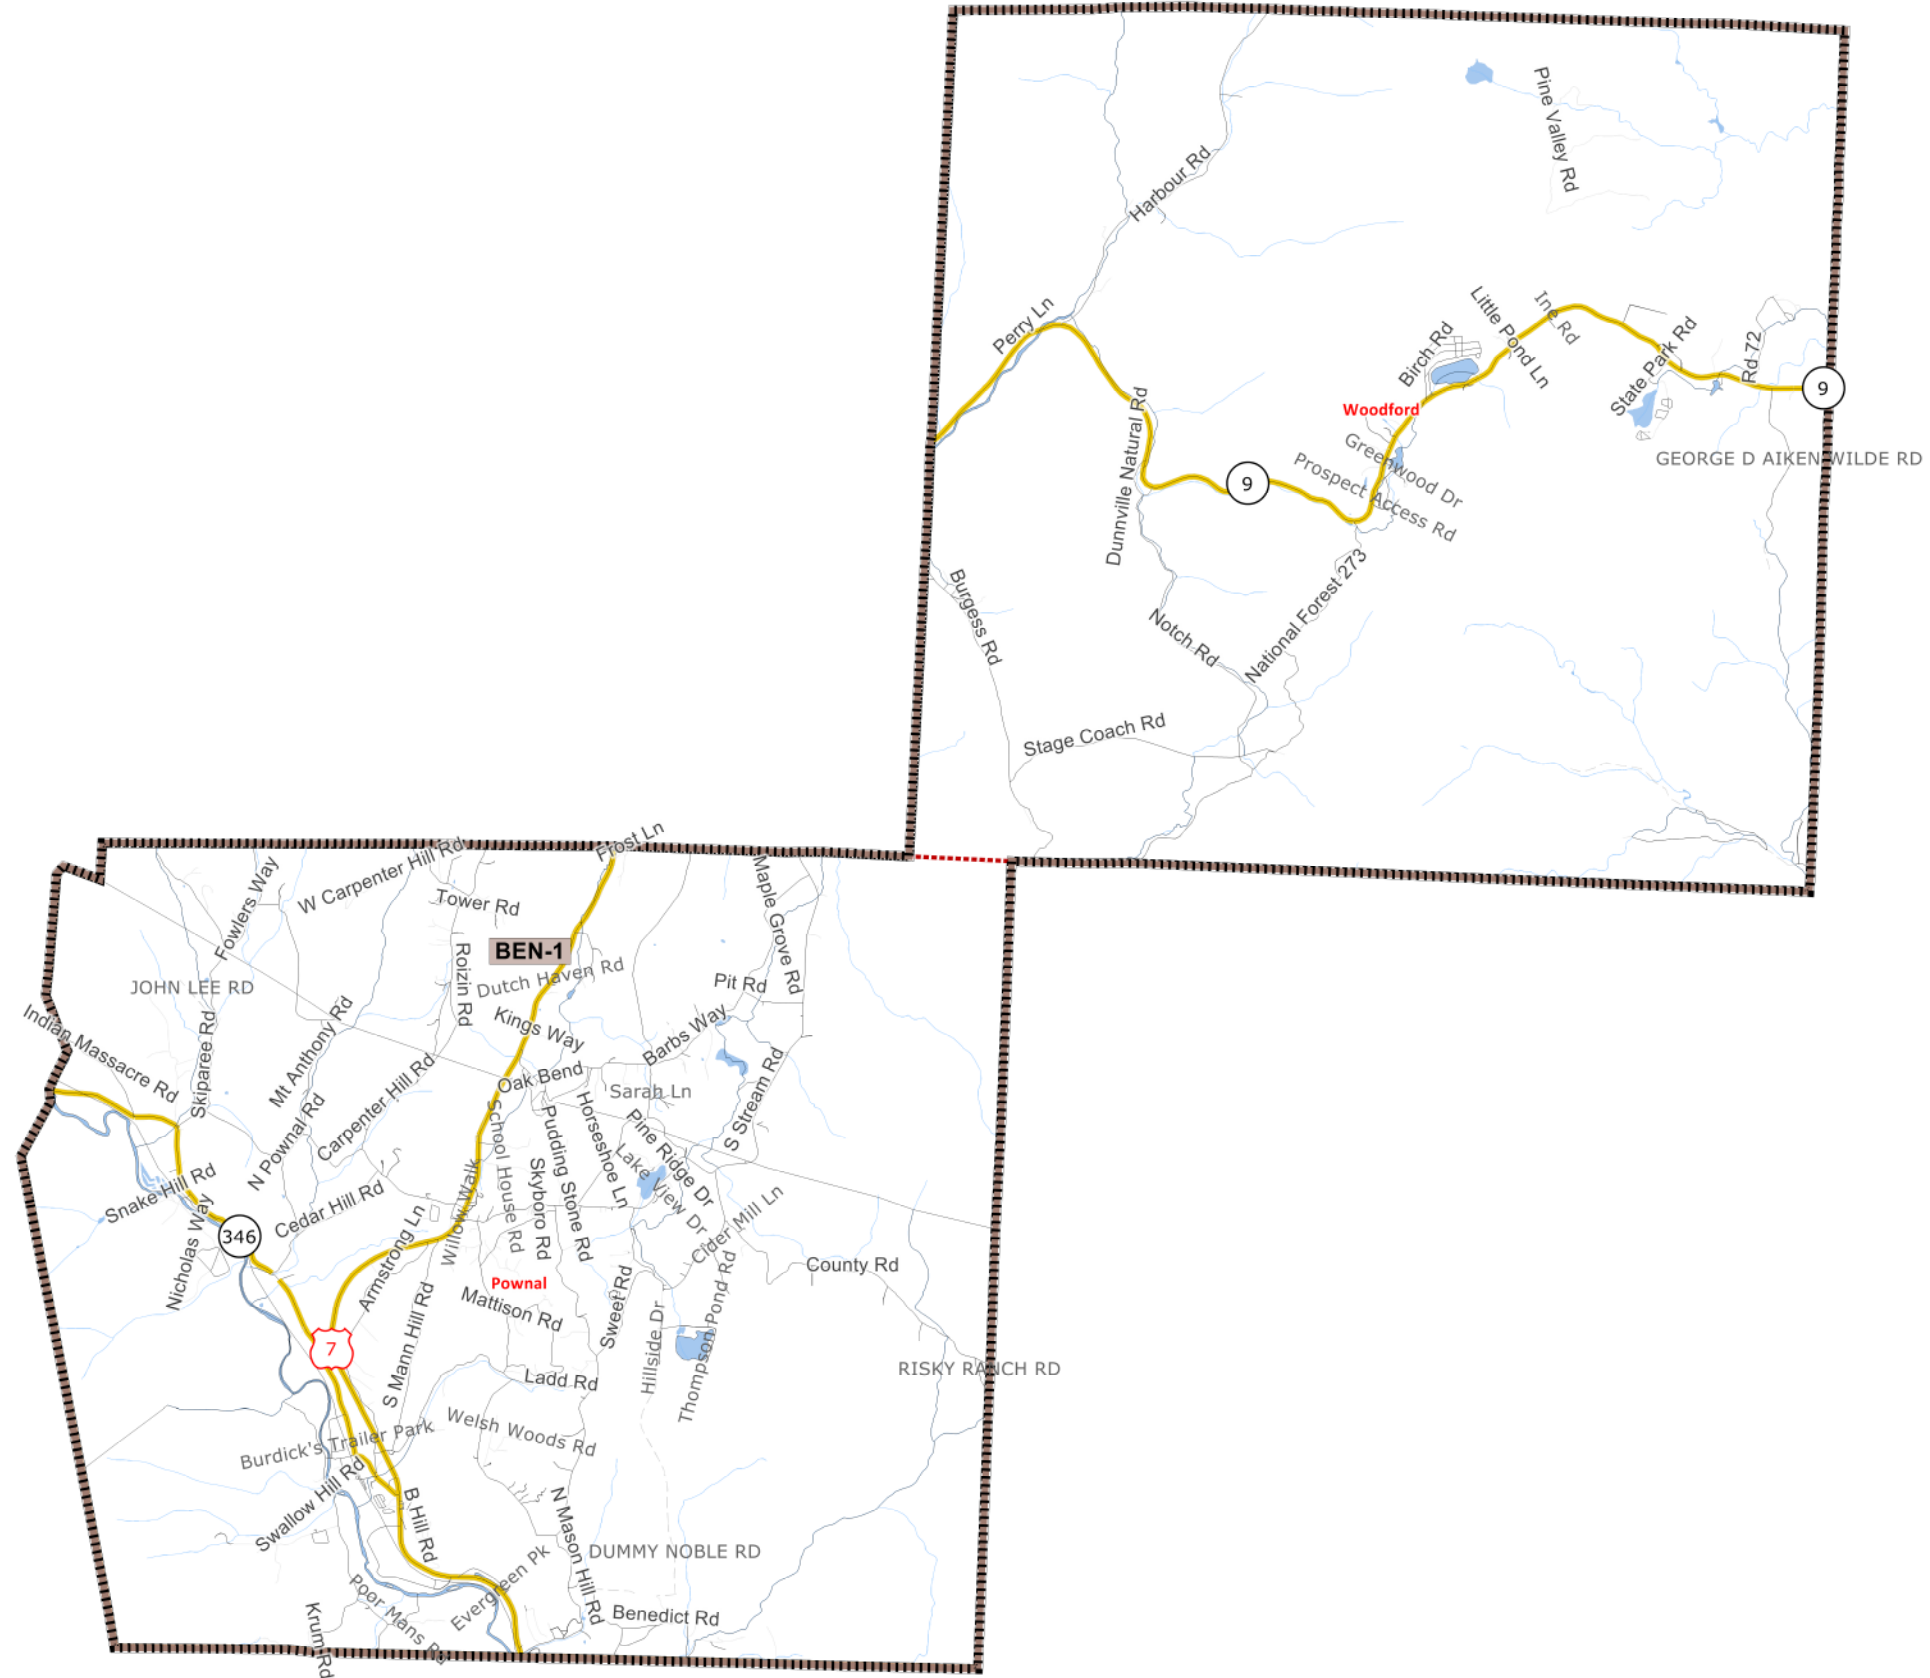 Pine Valley Rd
Harbour Rd
Perry Ln
Little Pond Ln
Ine Rd
Birch Rd
State Park Rd
Rd 72
9
Woodford
Dunnville Natural Rd
Greenwood Dr
GEORGE D AIKEN WILDE RD
Prospect Access Rd
9
National Forest 273
Burgess Rd
Notch Rd
Stage Coach Rd
Frost Ln
W Carpenter Hill Rd
Fowlers Way
Tower Rd
Maple Grove Rd
BEN-1
Roizin Rd
Dutch Haven Rd
Pit Rd
JOHN LEE RD
Kings Way
Barbs Way
Indian Massacre Rd
Skiparee Rd
Mt Anthony Rd
Carpenter Hill Rd
Oak Bend
Sarah Ln
S Stream Rd
N Pownal Rd
School House Rd
Pudding Stone Rd
Horseshoe Ln
Pine Ridge Dr
Lake View Dr
Skyboro Rd
Snake Hill Rd
Nicholas Way
Cedar Hill Rd
Willow Walk
Armstrong Ln
Cider Mill Ln
346
County Rd
Pownal
Mattison Rd
Sweet Rd
Hillside Dr
Thompson Pond Rd
S Mann Hill Rd
7
RISKY RANCH RD
Ladd Rd
Welsh Woods Rd
Burdick's Trailer Park
Swallow Hill Rd
B Hill Rd
N Mason Hill Rd
DUMMY NOBLE RD
Evergreen Pk
Poor Mans Rd
Krum Rd
Benedict Rd